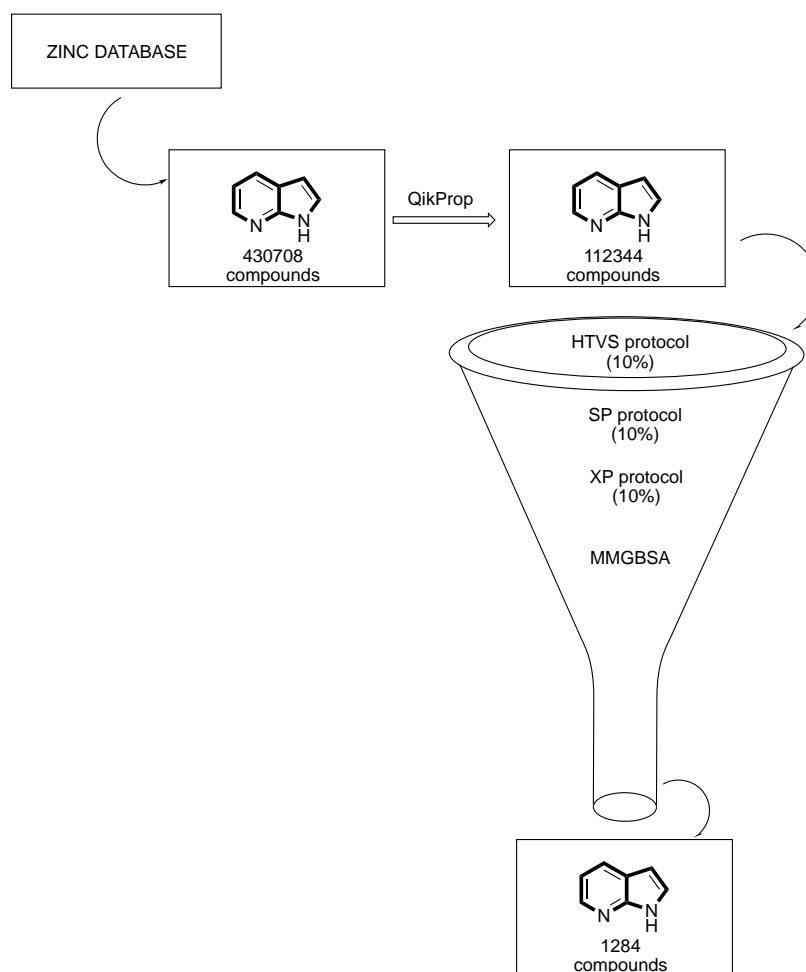 ZINC DATABASE
N
N
H
430708
compounds
QikProp
N
N
H
112344
compounds
HTVS protocol
(10%)
SP protocol
(10%)
XP protocol
(10%)
MMGBSA
N
N
H
1284
compounds